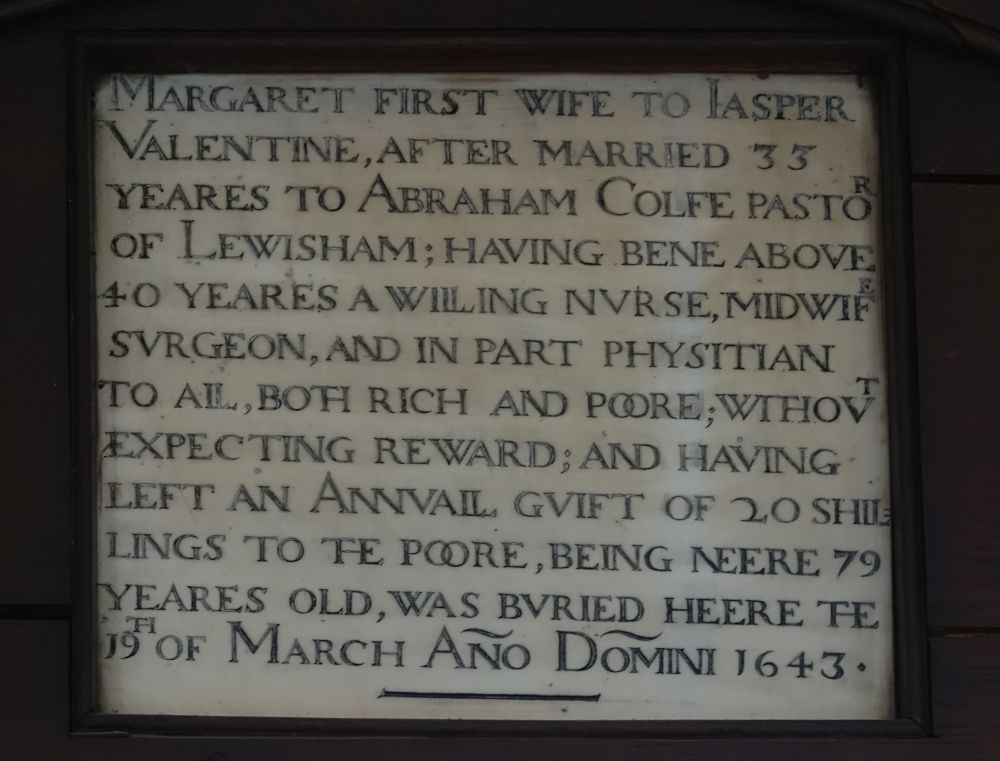 MARGARET FIRST WIFE TO IASPER
VALENTINE, AFTER MARRIED 33
YEARES TO ABRAHAM COLFE PASTOR
OF LEWISHAM; HAVING BENE ABOVE
40 YEARES A WILLING NVRSE, MIDWIFE
SVRGEON, AND IN PART PHYSITIAN
TO ALL, BOTH RICH AND POORE; WITHOVT
EXPECTING REWARD; AND HAVING
LEFT AN ANNVALL GVIFT OF 20 SHIL=
LINGS TO THE POORE, BEING NEERE 79
YEARES OLD, WAS BVRIED HEERE THE
19TH OF MARCH AÑO DOM̃INI 1643.